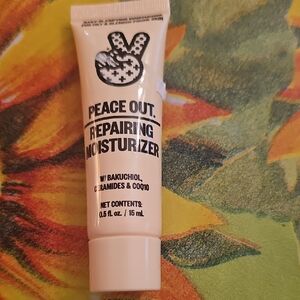 PEACE OUT.
REPAIRING
MOISTURIZER
W/ BAKUCHIOL,
CERAMIDES & COQ10
NET CONTENTS:
0.5 fl. oz. / 15 mL